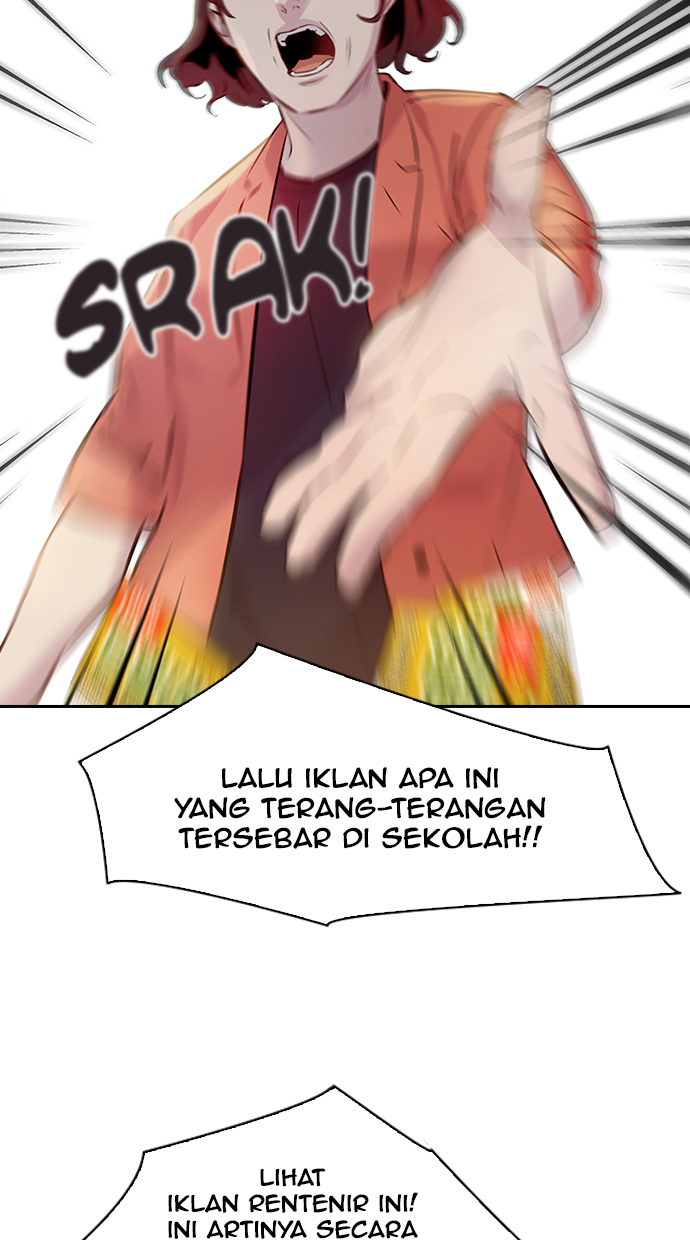 SRAK!
LALU IKLAN APA INI
YANG TERANG-TERANGAN
TERSEBAR DI SEKOLAH!!
LIHAT
IKLAN RENTENIR INI!
INI ARTINYA SECARA